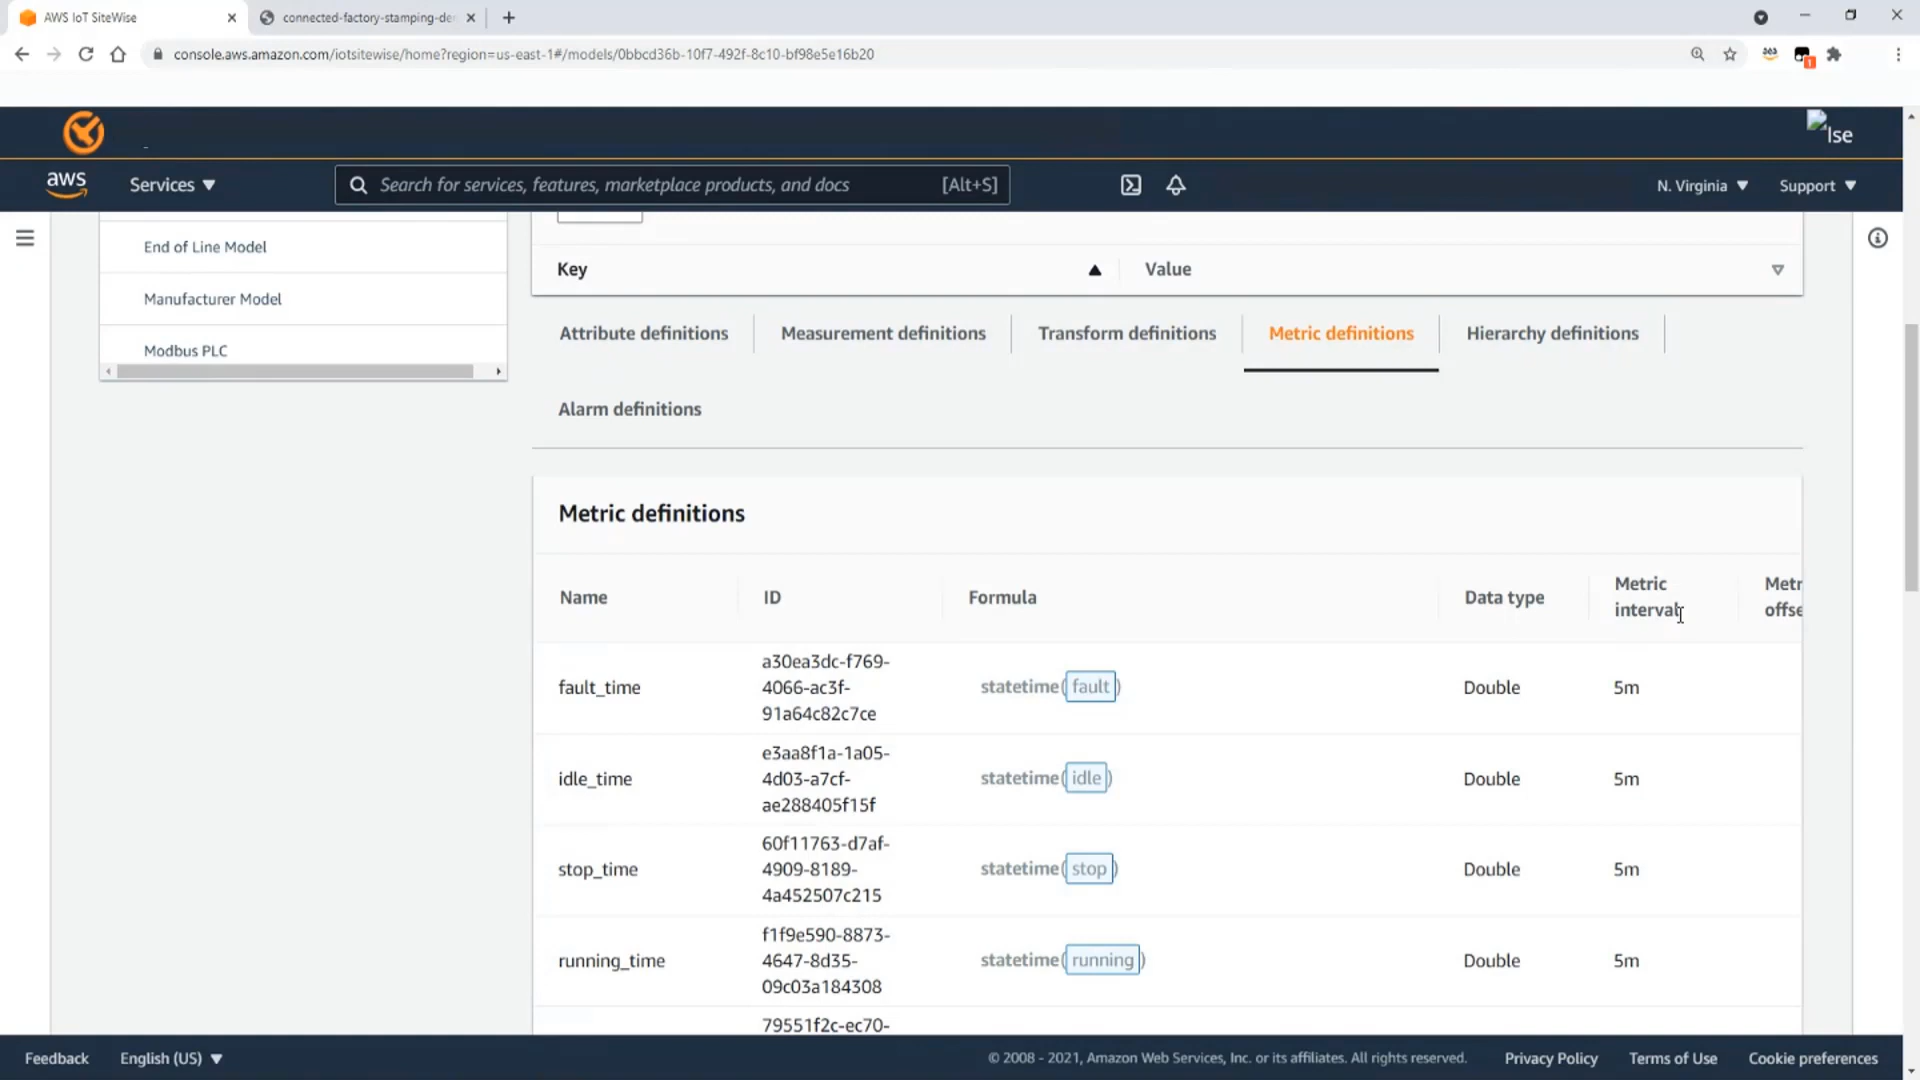 AWS IoT SiteWise
connected-factory-stamping-de
console.aws.amazon.com/iotsitewise/home?region=us-east-1#/models/0bbcd36b-10f7-492f-8c10-bf98e5e16b20
1
Ise
aws
Services
Search for services, features, marketplace products, and docs
[Alt+S]
N. Virginia
Support
End of Line Model
Manufacturer Model
Modbus PLC
Key
Value
Attribute definitions
Measurement definitions
Transform definitions
Metric definitions
Hierarchy definitions
Alarm definitions
Metric definitions
Name
ID
Formula
Data type
Metric
interval
Metr
offse
fault_time
a30ea3dc-f769-
4066-ac3f-
91a64c82c7ce
statetime(fault)
Double
5m
idle_time
e3aa8f1a-1a05-
4d03-a7cf-
ae288405f15f
statetime(idle)
Double
5m
stop_time
60f11763-d7af-
4909-8189-
4a452507c215
statetime(stop)
Double
5m
running_time
f1f9e590-8873-
4647-8d35-
09c03a184308
statetime(running)
Double
5m
79551f2c-ec70-
Feedback
English (US)
© 2008 - 2021, Amazon Web Services, Inc. or its affiliates. All rights reserved.
Privacy Policy
Terms of Use
Cookie preferences